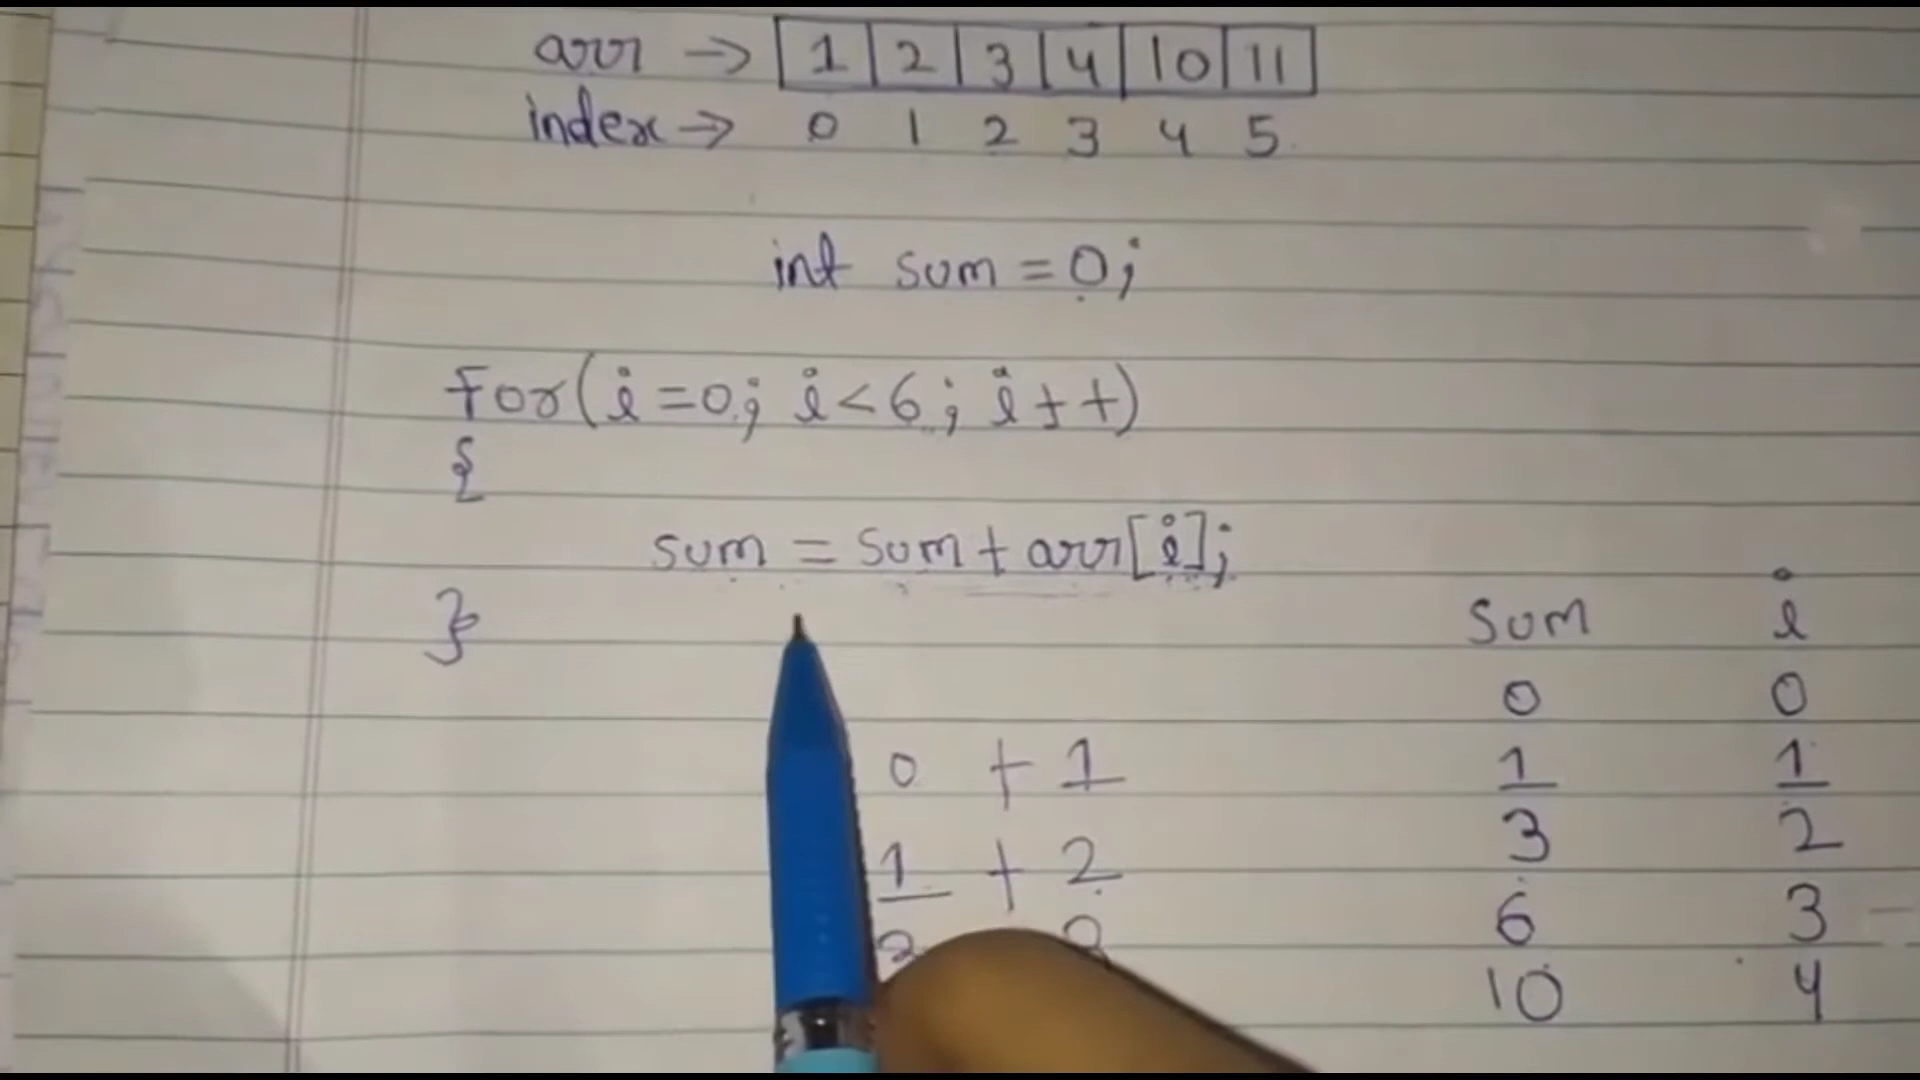 arr → 1 2 3 4 10 11
index → 0 1 2 3 4 5
int sum = 0;
For(i=0; i<6; i++)
{
sum = sum + arr[i];
}
sum i
0 0
0 + 1 1 1
1 + 2 3 2
6 3
10 4